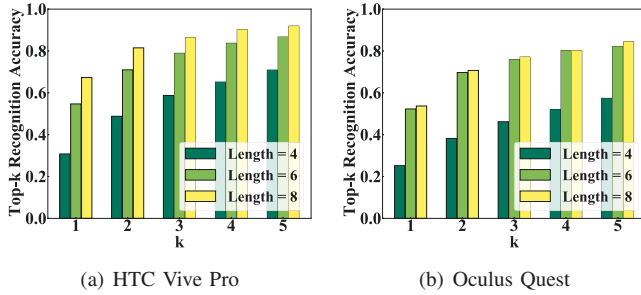 Top-k Recognition Accuracy
1.0
0.8
0.6
0.4
0.2
0.0
Length = 4
Length = 6
Length = 8
1 2 3 4 5
k
(a) HTC Vive Pro
Top-k Recognition Accuracy
1.0
0.8
0.6
0.4
0.2
0.0
Length = 4
Length = 6
Length = 8
1 2 3 4 5
k
(b) Oculus Quest